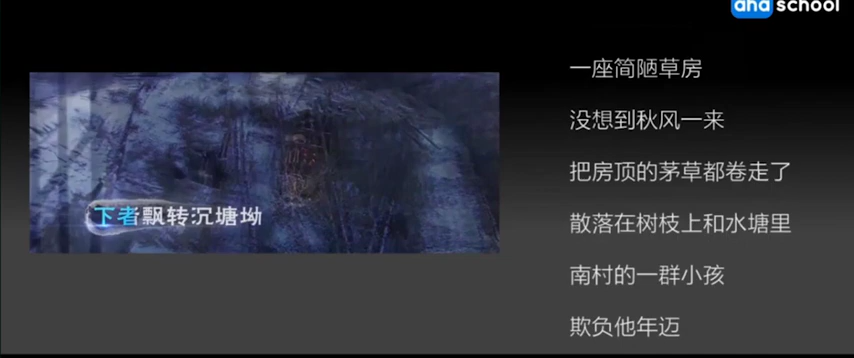 aha school
一座简陋草房
没想到秋风一来
把房顶的茅草都卷走了
散落在树枝上和水塘里
南村的一群小孩
欺负他年迈
下者飘转沉塘坳